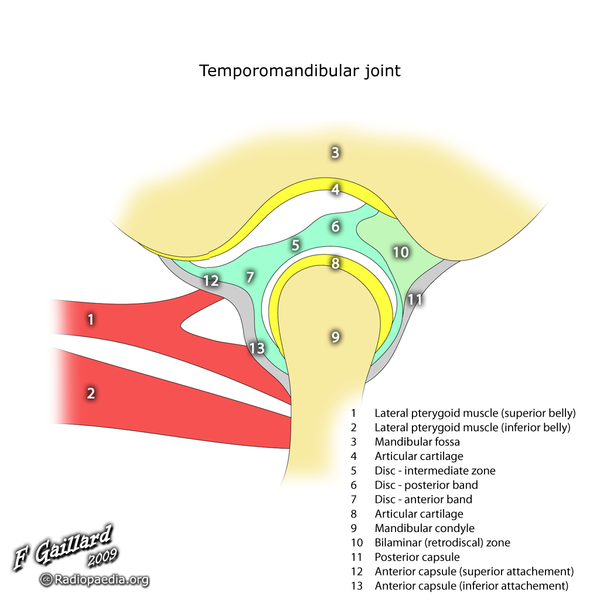 Temporomandibular joint
3
4
6
5
10
8
7
12
11
1
9
13
2
1 Lateral pterygoid muscle (superior belly)
2 Lateral pterygoid muscle (inferior belly)
3 Mandibular fossa
4 Articular cartilage
5 Disc - intermediate zone
6 Disc - posterior band
7 Disc - anterior band
8 Articular cartilage
9 Mandibular condyle
10 Bilaminar (retrodiscal) zone
11 Posterior capsule
12 Anterior capsule (superior attachement)
13 Anterior capsule (inferior attachement)
F Gaillard
2009
cc Radiopaedia.org